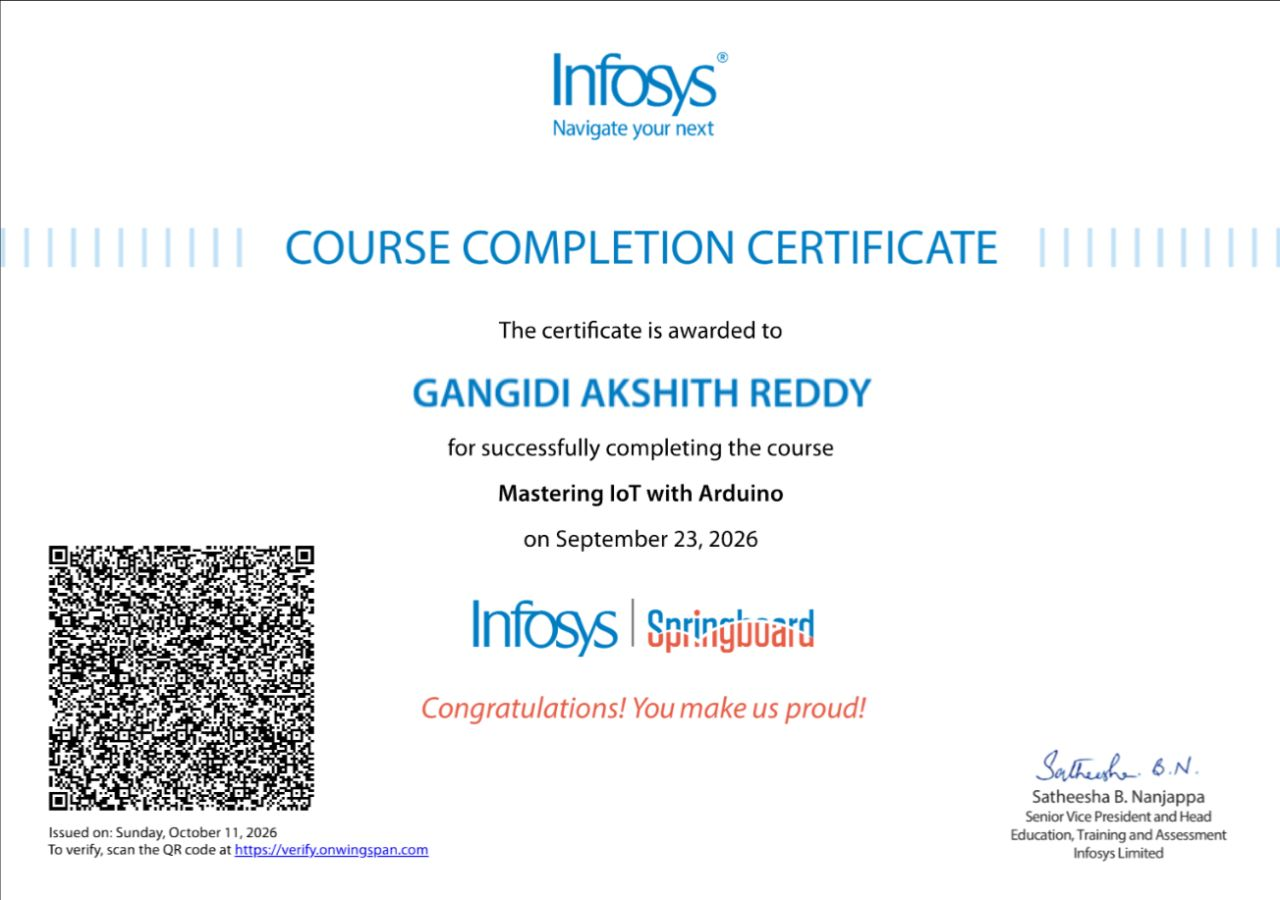 Infosys®
Navigate your next
COURSE COMPLETION CERTIFICATE
The certificate is awarded to
GANGIDI AKSHITH REDDY
for successfully completing the course
Mastering IoT with Arduino
on September 23, 2026
Infosys | Springboard
Congratulations! You make us proud!
Issued on: Sunday, October 11, 2026
To verify, scan the QR code at https://verify.onwingspan.com
Satheesha B.N.
Satheesha B. Nanjappa
Senior Vice President and Head
Education, Training and Assessment
Infosys Limited